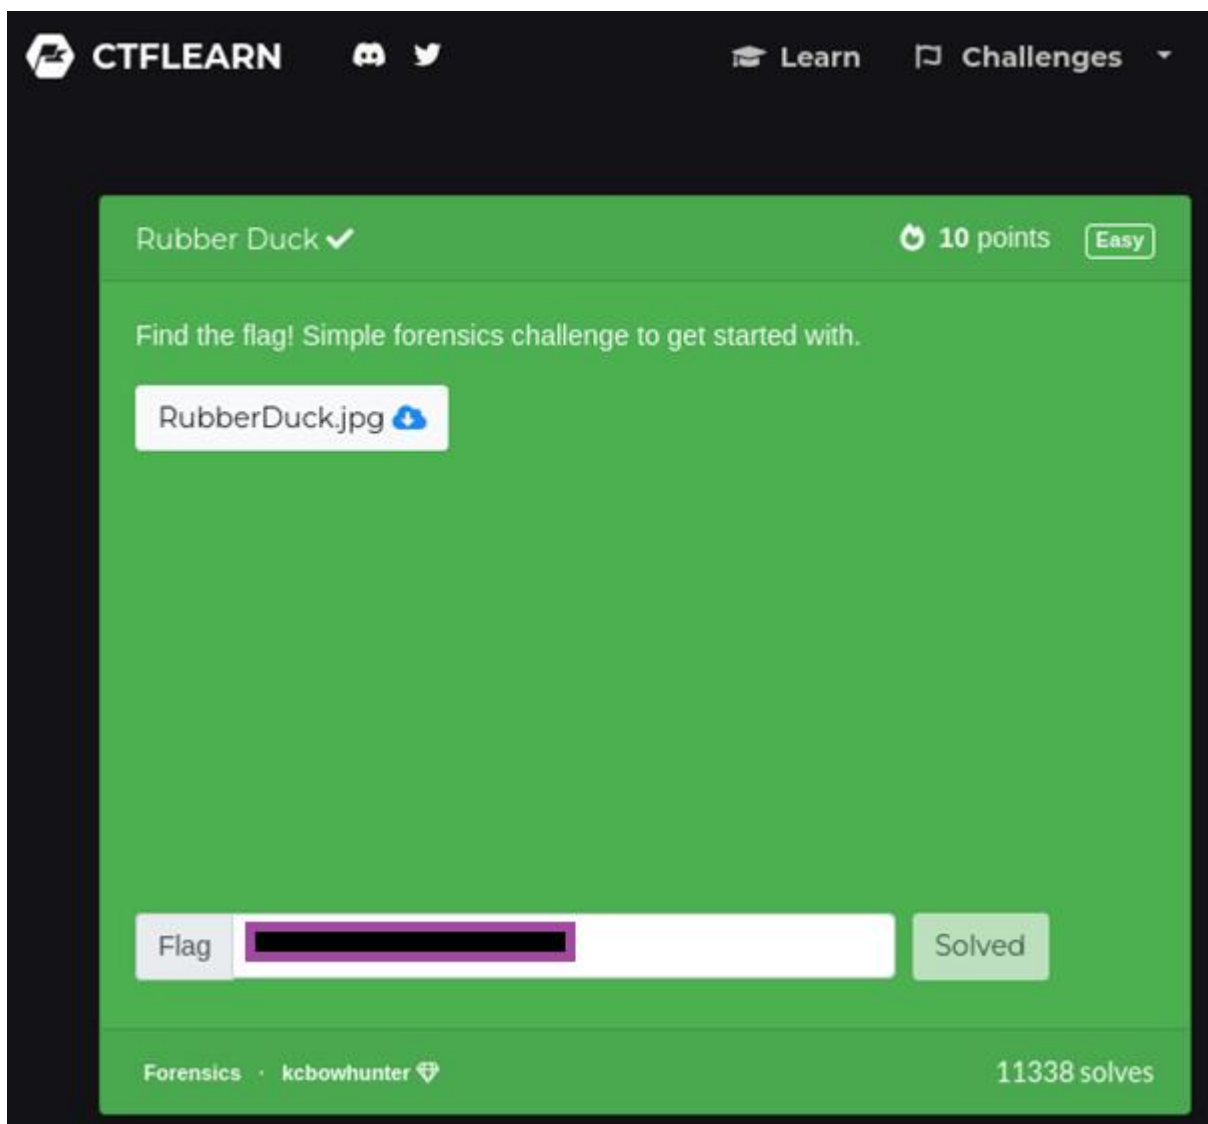 CTFLEARN Learn Challenges
Rubber Duck 10 points Easy
Find the flag! Simple forensics challenge to get started with.
RubberDuck.jpg
Flag Solved
Forensics · kcbowhunter 11338 solves